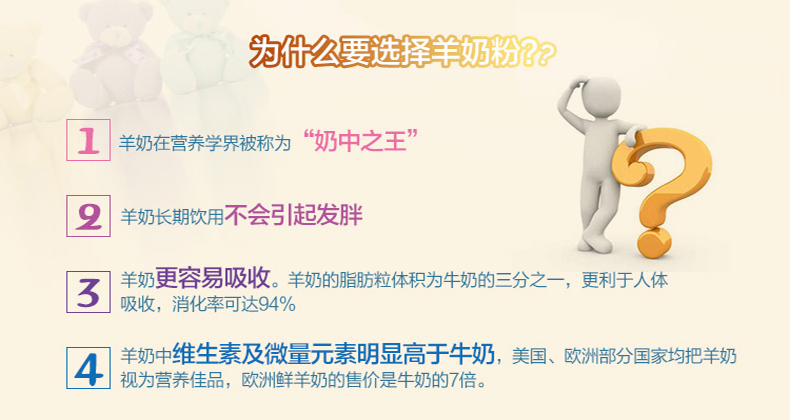 为什么要选择羊奶粉??
1 羊奶在营养学界被称为“奶中之王”
2 羊奶长期饮用不会引起发胖
3 羊奶更容易吸收。羊奶的脂肪粒体积为牛奶的三分之一，更利于人体
吸收，消化率可达94%
4 羊奶中维生素及微量元素明显高于牛奶，美国、欧洲部分国家均把羊奶
视为营养佳品，欧洲鲜羊奶的售价是牛奶的7倍。